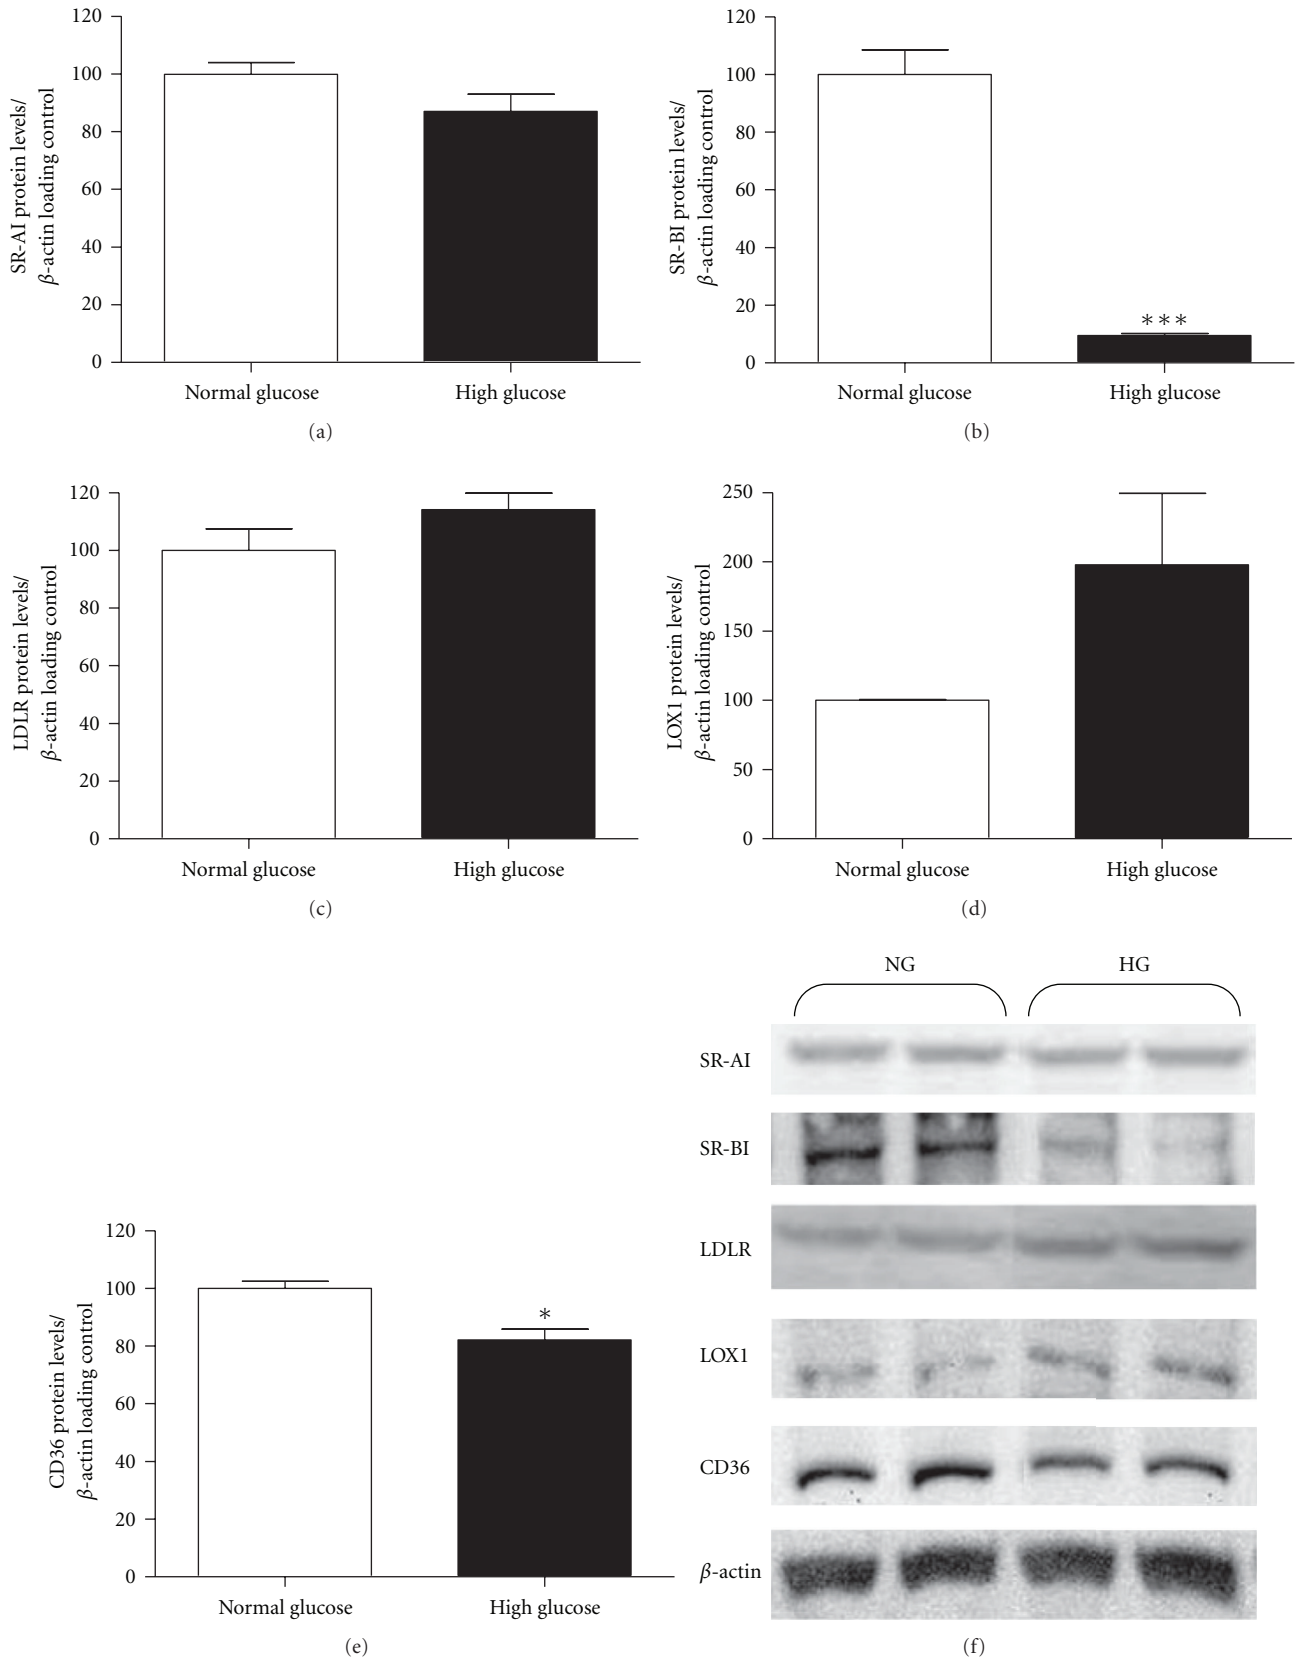 120
100
80
60
40
20
0
SR-AI protein levels/
β-actin loading control
Normal glucose
High glucose
(a)
120
100
80
60
40
20
0
SR-BI protein levels/
β-actin loading control
***
Normal glucose
High glucose
(b)
120
100
80
60
40
20
0
LDLR protein levels/
β-actin loading control
Normal glucose
High glucose
(c)
250
200
150
100
50
0
LOX1 protein levels/
β-actin loading control
Normal glucose
High glucose
(d)
120
100
80
60
40
20
0
CD36 protein levels/
β-actin loading control
*
Normal glucose
High glucose
(e)
NG
HG
SR-AI
SR-BI
LDLR
LOX1
CD36
β-actin
(f)